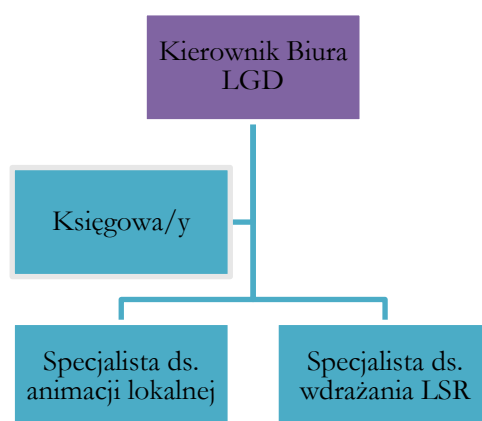 Kierownik Biura
LGD
Księgowa/y
Specjalista ds.
animacji lokalnej
Specjalista ds.
wdrażania LSR